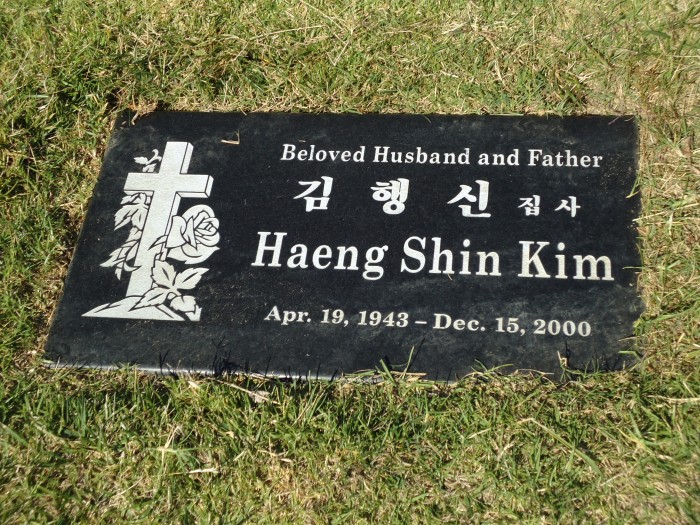 Beloved Husband and Father
김 행 신 집 사
Haeng Shin Kim
Apr. 19, 1943 – Dec. 15, 2000